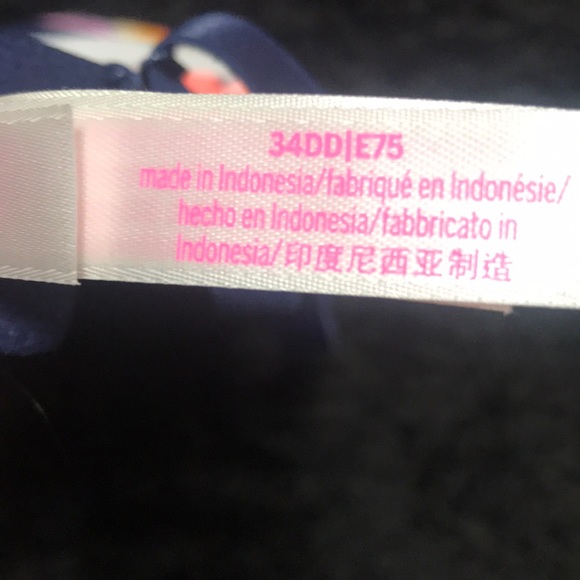 34DD|E75
made in Indonesia/fabriqué en Indonésie/
hecho en Indonesia/fabbricato in
Indonesia/印度尼西亚制造